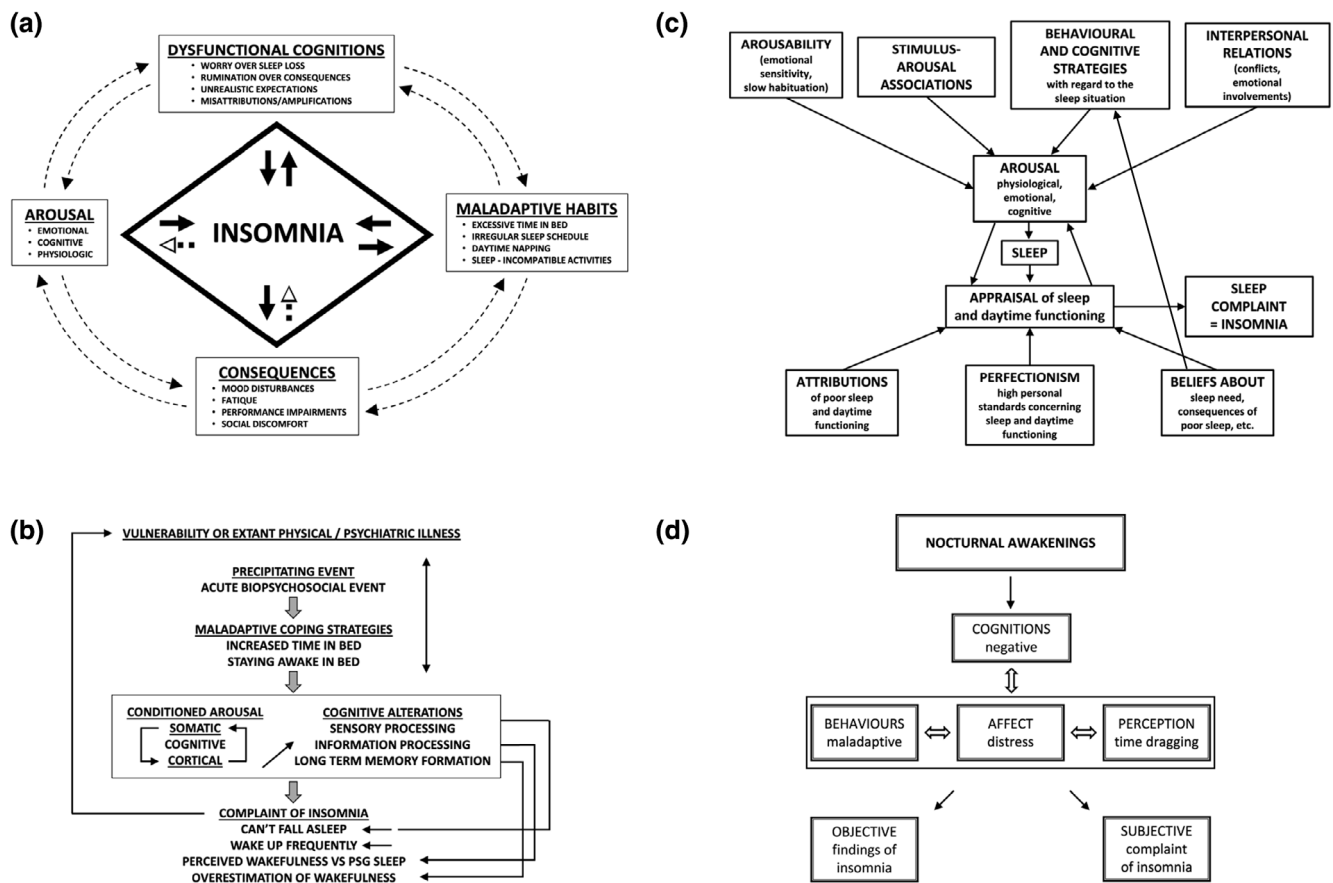 (a)
DYSFUNCTIONAL COGNITIONS
• WORRY OVER SLEEP LOSS
• RUMINATION OVER CONSEQUENCES
• UNREALISTIC EXPECTATIONS
• MISATTRIBUTIONS/AMPLIFICATIONS
AROUSAL
• EMOTIONAL
• COGNITIVE
• PHYSIOLOGIC
INSOMNIA
MALADAPTIVE HABITS
• EXCESSIVE TIME IN BED
• IRREGULAR SLEEP SCHEDULE
• DAYTIME NAPPING
• SLEEP - INCOMPATIBLE ACTIVITIES
CONSEQUENCES
• MOOD DISTURBANCES
• FATIQUE
• PERFORMANCE IMPAIRMENTS
• SOCIAL DISCOMFORT
(c)
AROUSABILITY
(emotional
sensitivity,
slow habituation)
STIMULUS-
AROUSAL
ASSOCIATIONS
BEHAVIOURAL
AND COGNITIVE
STRATEGIES
with regard to the
sleep situation
INTERPERSONAL
RELATIONS
(conflicts,
emotional
involvements)
AROUSAL
physiological,
emotional,
cognitive
SLEEP
APPRAISAL of sleep
and daytime functioning
SLEEP
COMPLAINT
= INSOMNIA
ATTRIBUTIONS
of poor sleep
and daytime
functioning
PERFECTIONISM
high personal
standards concerning
sleep and daytime
functioning
BELIEFS ABOUT
sleep need,
consequences of
poor sleep, etc.
(b)
VULNERABILITY OR EXTANT PHYSICAL / PSYCHIATRIC ILLNESS
PRECIPITATING EVENT
ACUTE BIOPSYCHOSOCIAL EVENT
MALADAPTIVE COPING STRATEGIES
INCREASED TIME IN BED
STAYING AWAKE IN BED
CONDITIONED AROUSAL
SOMATIC
COGNITIVE
CORTICAL
COGNITIVE ALTERATIONS
SENSORY PROCESSING
INFORMATION PROCESSING
LONG TERM MEMORY FORMATION
COMPLAINT OF INSOMNIA
CAN'T FALL ASLEEP
WAKE UP FREQUENTLY
PERCEIVED WAKEFULNESS VS PSG SLEEP
OVERESTIMATION OF WAKEFULNESS
(d)
NOCTURNAL AWAKENINGS
COGNITIONS
negative
BEHAVIOURS
maladaptive
AFFECT
distress
PERCEPTION
time dragging
OBJECTIVE
findings of
insomnia
SUBJECTIVE
complaint
of insomnia